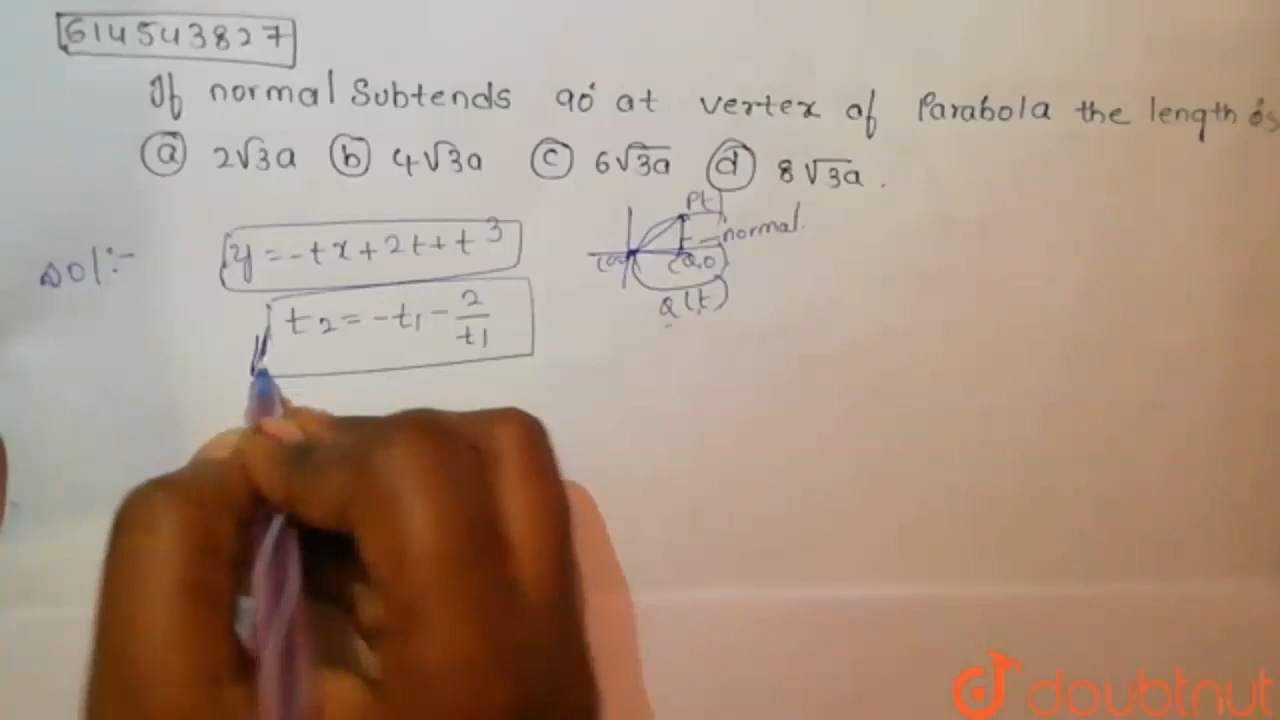 614543827
If normal Subtends 90° at vertex of Parabola the length is
ⓐ 2√3a ⓑ 4√3a ⓒ 6√3a ⓓ 8√3a.
Sol:- y = -tx + 2t + t³
t₂ = -t₁ - 2/t₁
P(t)
normal.
(a,0)
Q(t)
doubtnut